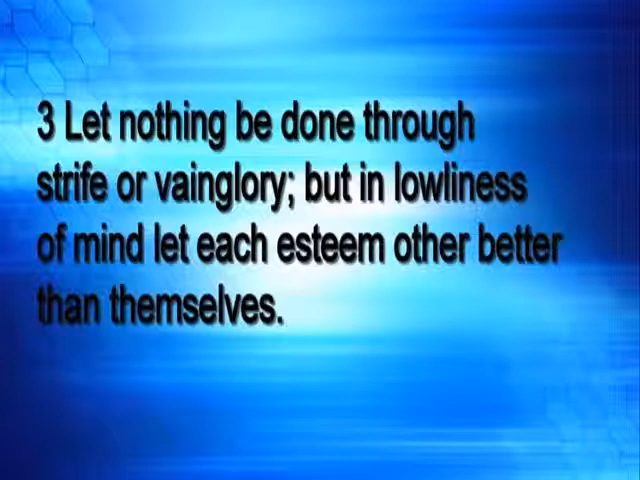 3 Let nothing be done through
strife or vainglory; but in lowliness
of mind let each esteem other better
than themselves.